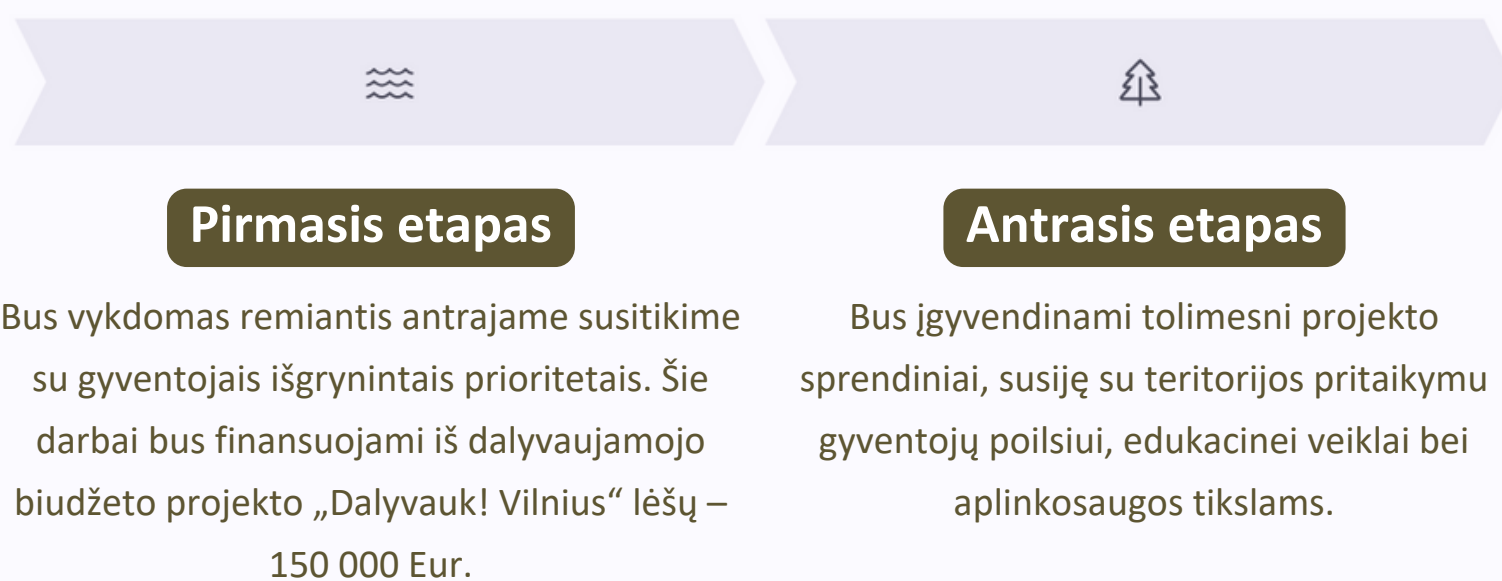 Pirmasis etapas
Bus vykdomas remiantis antrajame susitikime
su gyventojais išgrynintais prioritetais. Šie
darbai bus finansuojami iš dalyvaujamojo
biudžeto projekto „Dalyvauk! Vilnius“ lėšų –
150 000 Eur.
Antrasis etapas
Bus įgyvendinami tolimesni projekto
sprendiniai, susiję su teritorijos pritaikymu
gyventojų poilsiui, edukacinei veiklai bei
aplinkosaugos tikslams.